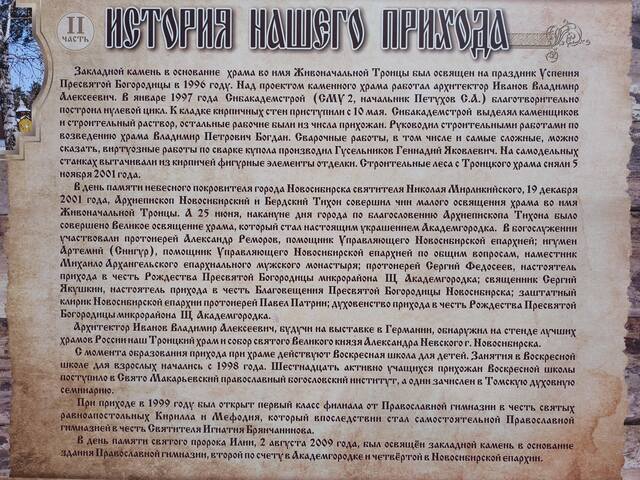 II
часть
ИСТОРИЯ НАШЕГО ПРИХОДА
Закладной камень в основание храма во имя Живоначальной Троицы был освящен на праздник Успения
Пресвятой Богородицы в 1996 году. Над проектом каменного храма работал архитектор Иванов Владимир
Алексеевич. В январе 1997 года Сибакадемстрой (СМУ 2, начальник Петухов С.А.) благотворительно
построил нулевой цикл. К кладке кирпичных стен приступили с 10 мая. Сибакадемстрой выделял каменщиков
и строительный раствор, остальные рабочие были из числа прихожан. Руководил строительными работами по
возведению храма Владимир Петрович Богдан. Сварочные работы, в том числе и самые сложные, можно
сказать, виртуозные работы по сварке купола производил Гусельников Геннадий Яковлевич. На самодельных
станках вытачивали из кирпичей фигурные элементы отделки. Строительные леса с Троицкого храма сняли 5
ноября 2001 года.
В день памяти небесного покровителя города Новосибирска святителя Николая Мирликийского, 19 декабря
2001 года, Архиепископ Новосибирский и Бердский Тихон совершил чин малого освящения храма во имя
Живоначальной Троицы. А 25 июня, накануне дня города по благословению Архиепископа Тихона было
совершено Великое освящение храма, который стал настоящим украшением Академгородка. В богослужении
участвовали протоиерей Александр Реморов, помощник Управляющего Новосибирской епархией; игумен
Артемий (Снигур), помощник Управляющего Новосибирской епархией по общим вопросам, наместник
Михайло Архангельского епархиального мужского монастыря; протоиерей Сергий Федосеев, настоятель
прихода в честь Рождества Пресвятой Богородицы микрорайона Щ Академгородка; священник Сергий
Якушкин, настоятель прихода в честь Благовещения Пресвятой Богородицы Новосибирска; заштатный
клирик Новосибирской епархии протоиерей Павел Патрин; духовенство прихода в честь Рождества Пресвятой
Богородицы микрорайона Щ Академгородка.
Архитектор Иванов Владимир Алексеевич, будучи на выставке в Германии, обнаружил на стенде лучших
храмов России наш Троицкий храм и собор святого Великого князя Александра Невского г. Новосибирска.
С момента образования прихода при храме действуют Воскресная школа для детей. Занятия в Воскресной
школе для взрослых начались с 1998 года. Шестнадцать активно учащихся прихожан Воскресной школы
поступило в Свято Макарьевский православный богословский институт, а один зачислен в Томскую духовную
семинарию.
При приходе в 1999 году был открыт первый класс филиала от Православной гимназии в честь святых
равноапостольных Кирилла и Мефодия, который впоследствии стал самостоятельной Православной
гимназией в честь Святителя Игнатия Брянчанинова.
В день памяти святого пророка Илии, 2 августа 2009 года, был освящён закладной камень в основание
здания Православной гимназии, второй по счету в Академгородке и четвёртой в Новосибирской епархии.